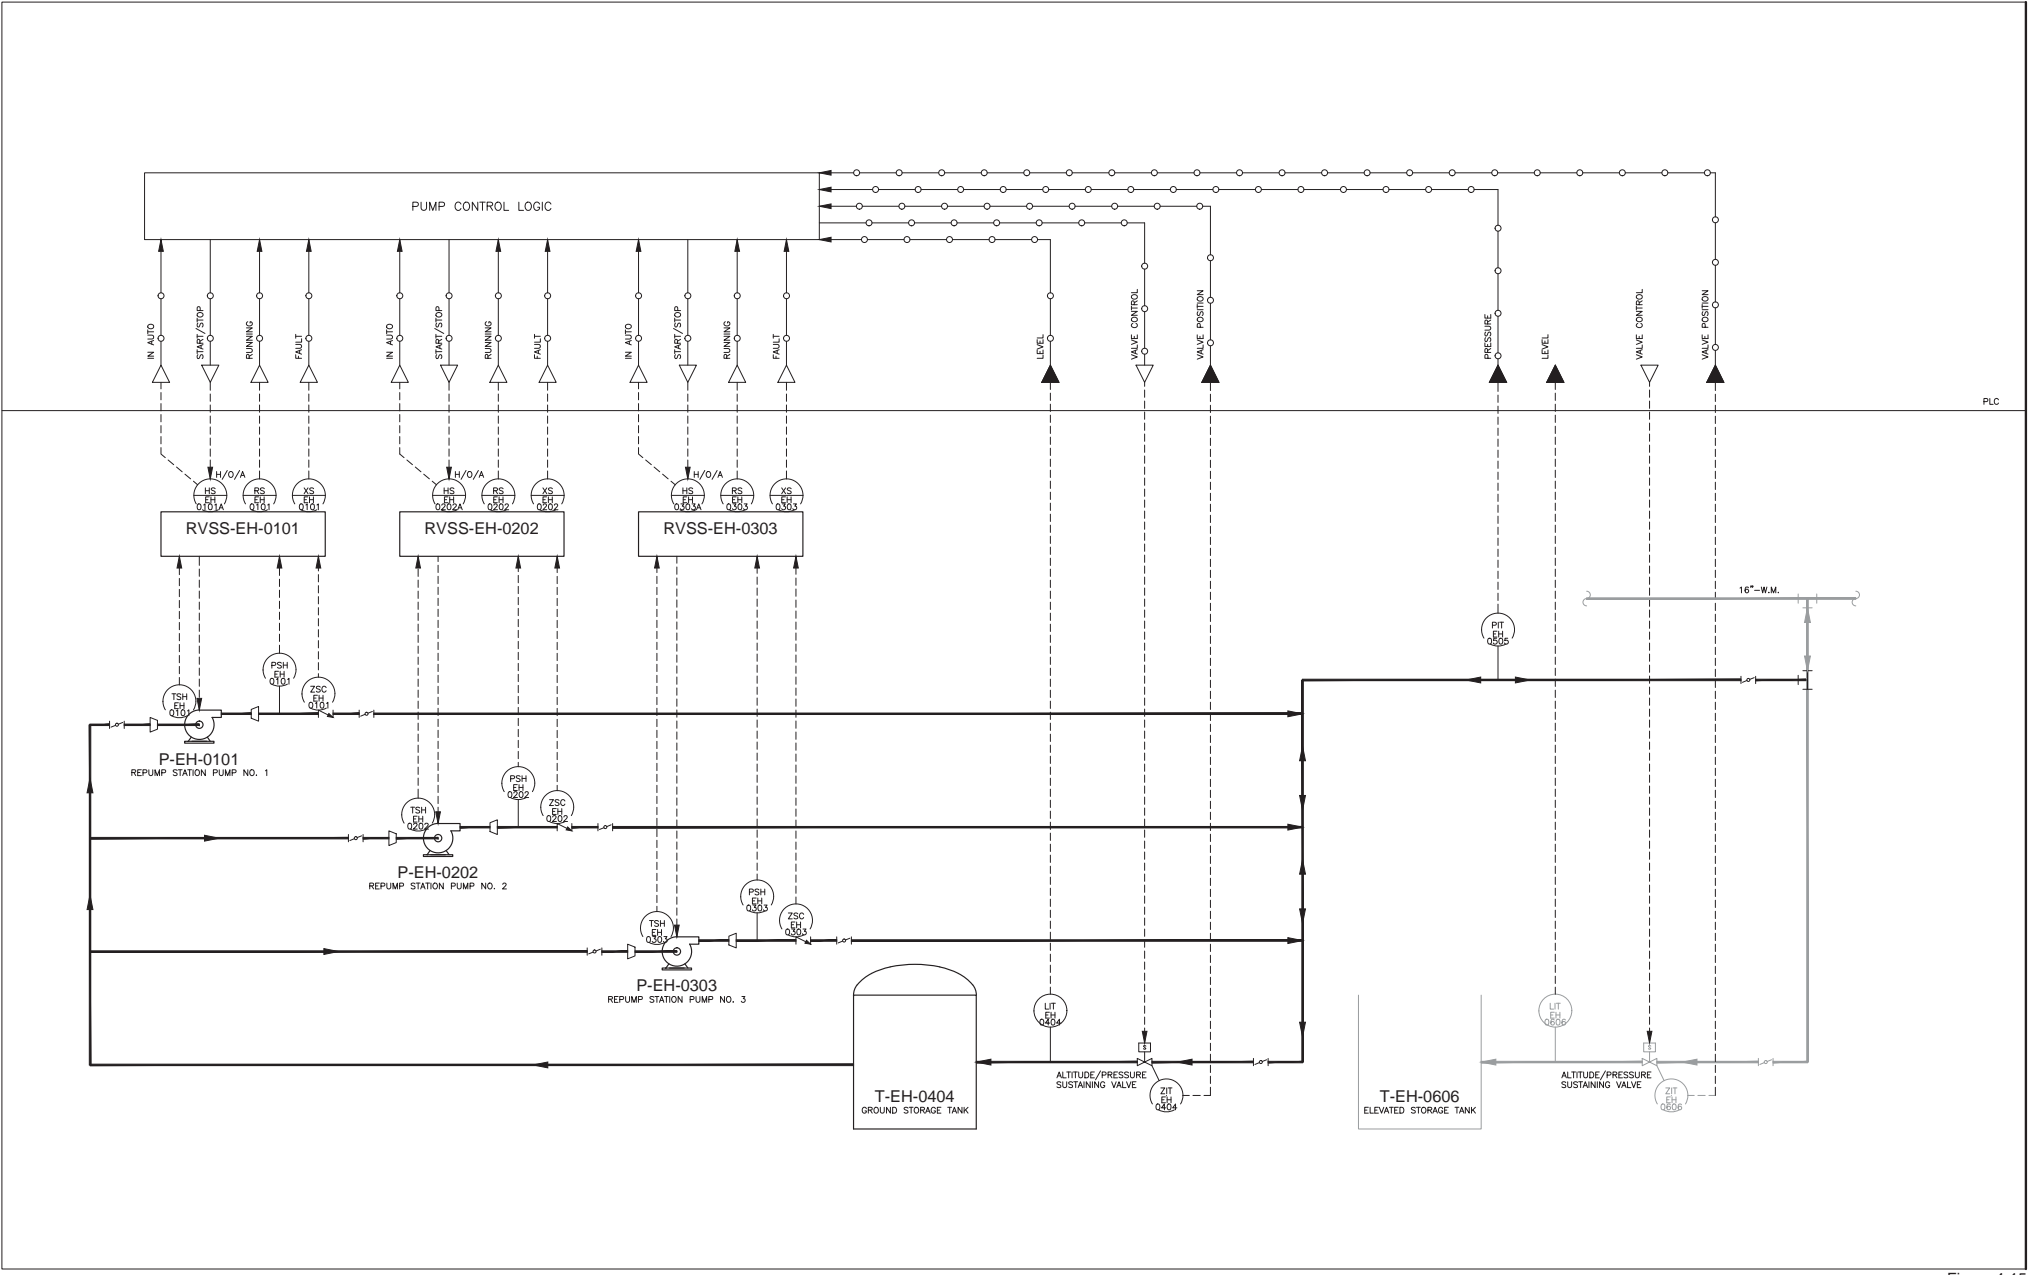 PUMP CONTROL LOGIC
IN AUTO
START/STOP
RUNNING
FAULT
IN AUTO
START/STOP
RUNNING
FAULT
IN AUTO
START/STOP
RUNNING
FAULT
LEVEL
VALVE CONTROL
VALVE POSITION
PRESSURE
LEVEL
VALVE CONTROL
VALVE POSITION
PLC
H/O/A
H/O/A
H/O/A
HS
EH
0101A
RS
EH
0101
XS
EH
0101
HS
EH
0202A
RS
EH
0202
XS
EH
0202
HS
EH
0303A
RS
EH
0303
XS
EH
0303
RVSS-EH-0101
RVSS-EH-0202
RVSS-EH-0303
16"-W.M.
PIT
EH
0505
PSH
EH
0101
TSH
EH
0101
ZSC
EH
0101
P-EH-0101
REPUMP STATION PUMP NO. 1
PSH
EH
0202
TSH
EH
0202
ZSC
EH
0202
P-EH-0202
REPUMP STATION PUMP NO. 2
PSH
EH
0303
TSH
EH
0303
ZSC
EH
0303
P-EH-0303
REPUMP STATION PUMP NO. 3
LIT
EH
0404
S
LIT
EH
0606
S
ALTITUDE/PRESSURE
SUSTAINING VALVE
ALTITUDE/PRESSURE
SUSTAINING VALVE
T-EH-0404
GROUND STORAGE TANK
ZIT
EH
0404
T-EH-0606
ELEVATED STORAGE TANK
ZIT
EH
0606